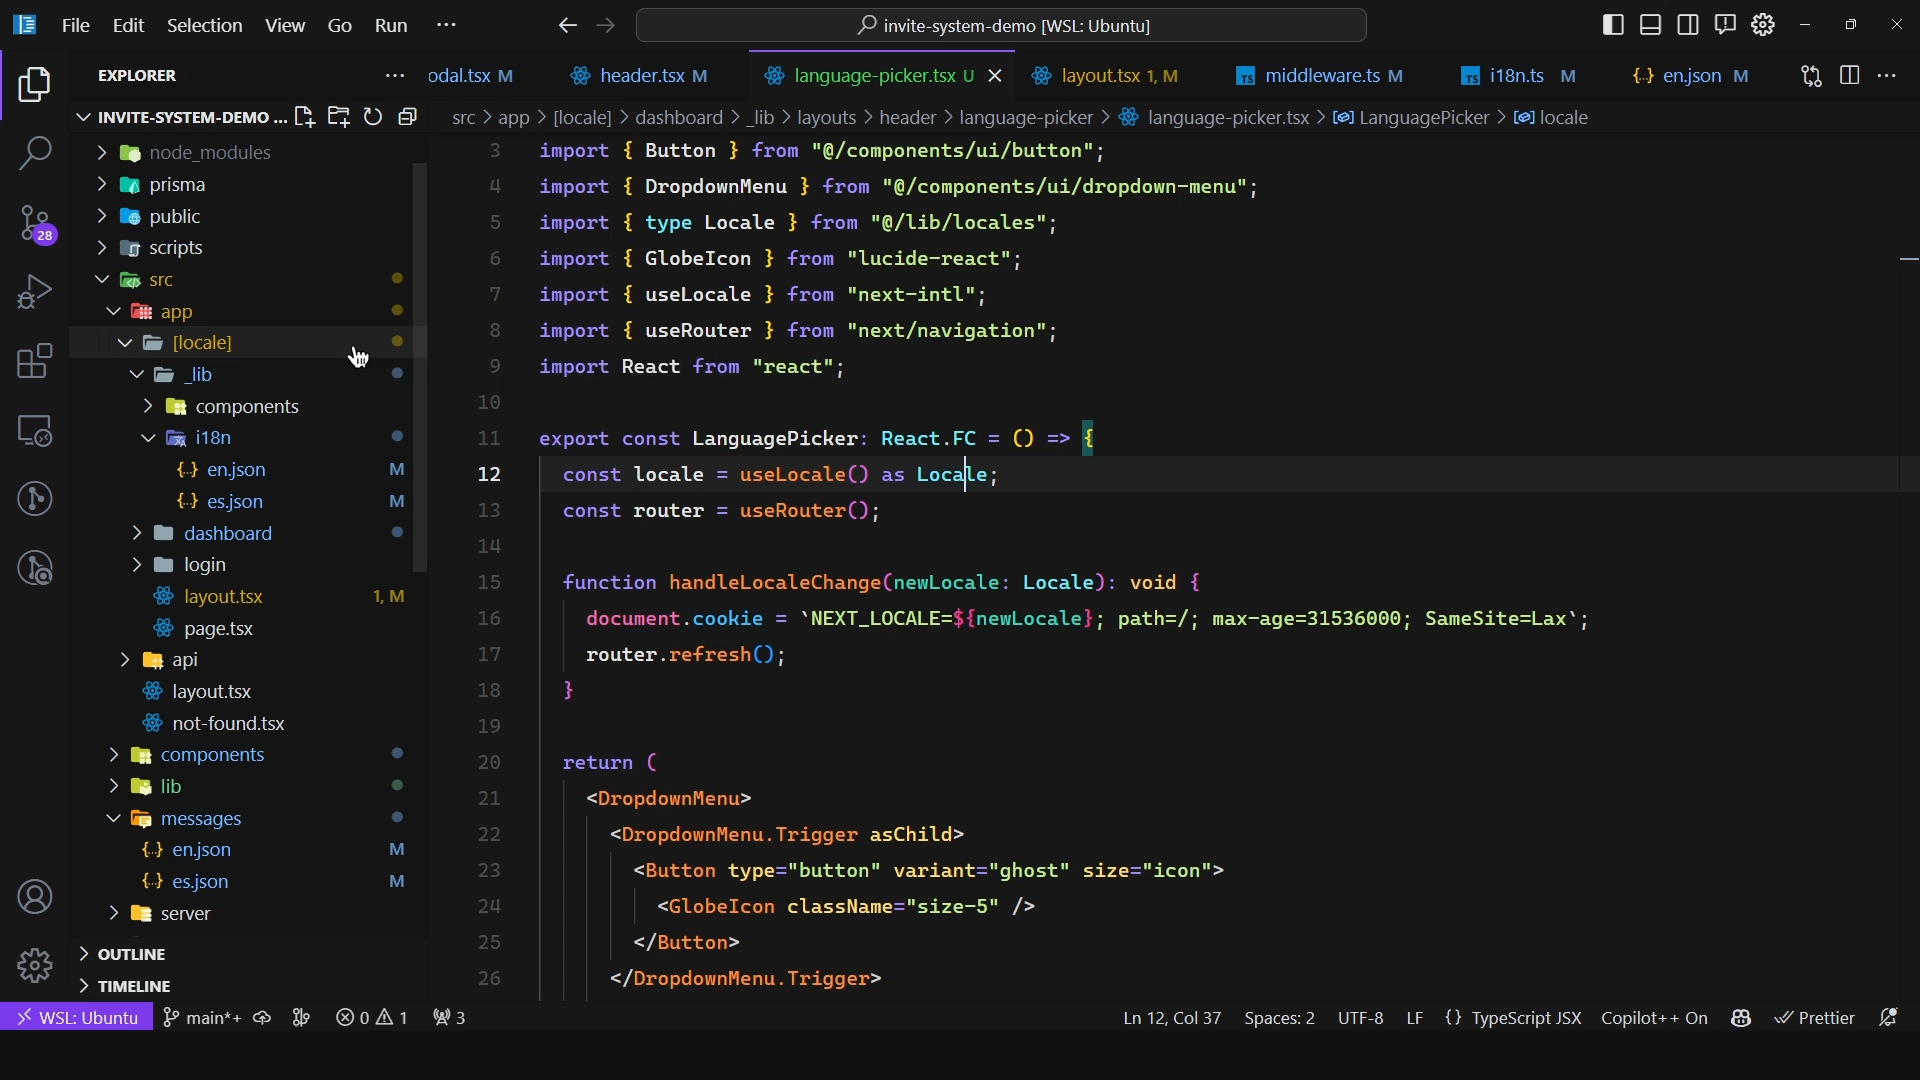 File Edit Selection View Go Run ··· invite-system-demo [WSL: Ubuntu]
EXPLORER ···
odal.tsx M header.tsx M language-picker.tsx U layout.tsx 1, M middleware.ts M i18n.ts M en.json M ···
INVITE-SYSTEM-DEMO ...
src > app > [locale] > dashboard > _lib > layouts > header > language-picker > language-picker.tsx > LanguagePicker > locale
node_modules
prisma
public
scripts
src
app
[locale]
_lib
components
i18n
en.json M
es.json M
dashboard
login
layout.tsx 1, M
page.tsx
api
layout.tsx
not-found.tsx
components
lib
messages
en.json M
es.json M
server
OUTLINE
TIMELINE
28
3 import { Button } from "@/components/ui/button";
4 import { DropdownMenu } from "@/components/ui/dropdown-menu";
5 import { type Locale } from "@/lib/locales";
6 import { GlobeIcon } from "lucide-react";
7 import { useLocale } from "next-intl";
8 import { useRouter } from "next/navigation";
9 import React from "react";
10
11 export const LanguagePicker: React.FC = () => {
12 const locale = useLocale() as Locale;
13 const router = useRouter();
14
15 function handleLocaleChange(newLocale: Locale): void {
16 document.cookie = `NEXT_LOCALE=${newLocale}; path=/; max-age=31536000; SameSite=Lax`;
17 router.refresh();
18 }
19
20 return (
21 <DropdownMenu>
22 <DropdownMenu.Trigger asChild>
23 <Button type="button" variant="ghost" size="icon">
24 <GlobeIcon className="size-5" />
25 </Button>
26 </DropdownMenu.Trigger>
WSL: Ubuntu main*+ 0 1 3 Ln 12, Col 37 Spaces: 2 UTF-8 LF {} TypeScript JSX Copilot++ On Prettier